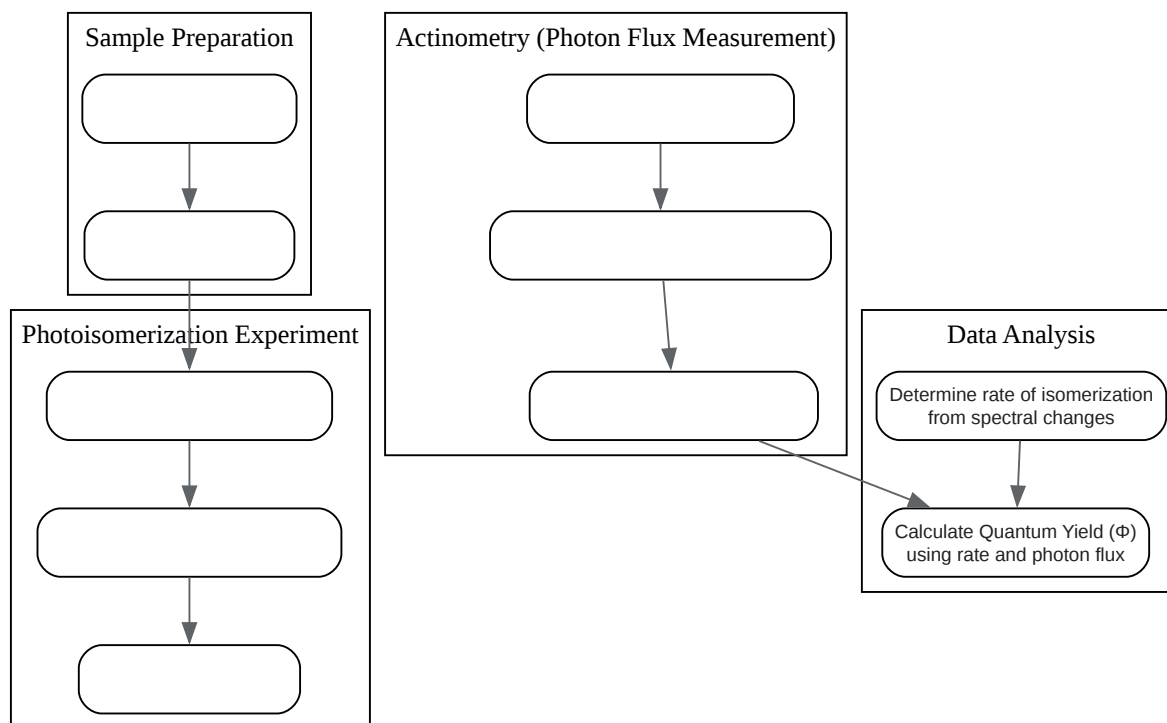 Sample Preparation
Actinometry (Photon Flux Measurement)
Photoisomerization Experiment
Data Analysis
Determine rate of isomerization
from spectral changes
Calculate Quantum Yield (Φ)
using rate and photon flux